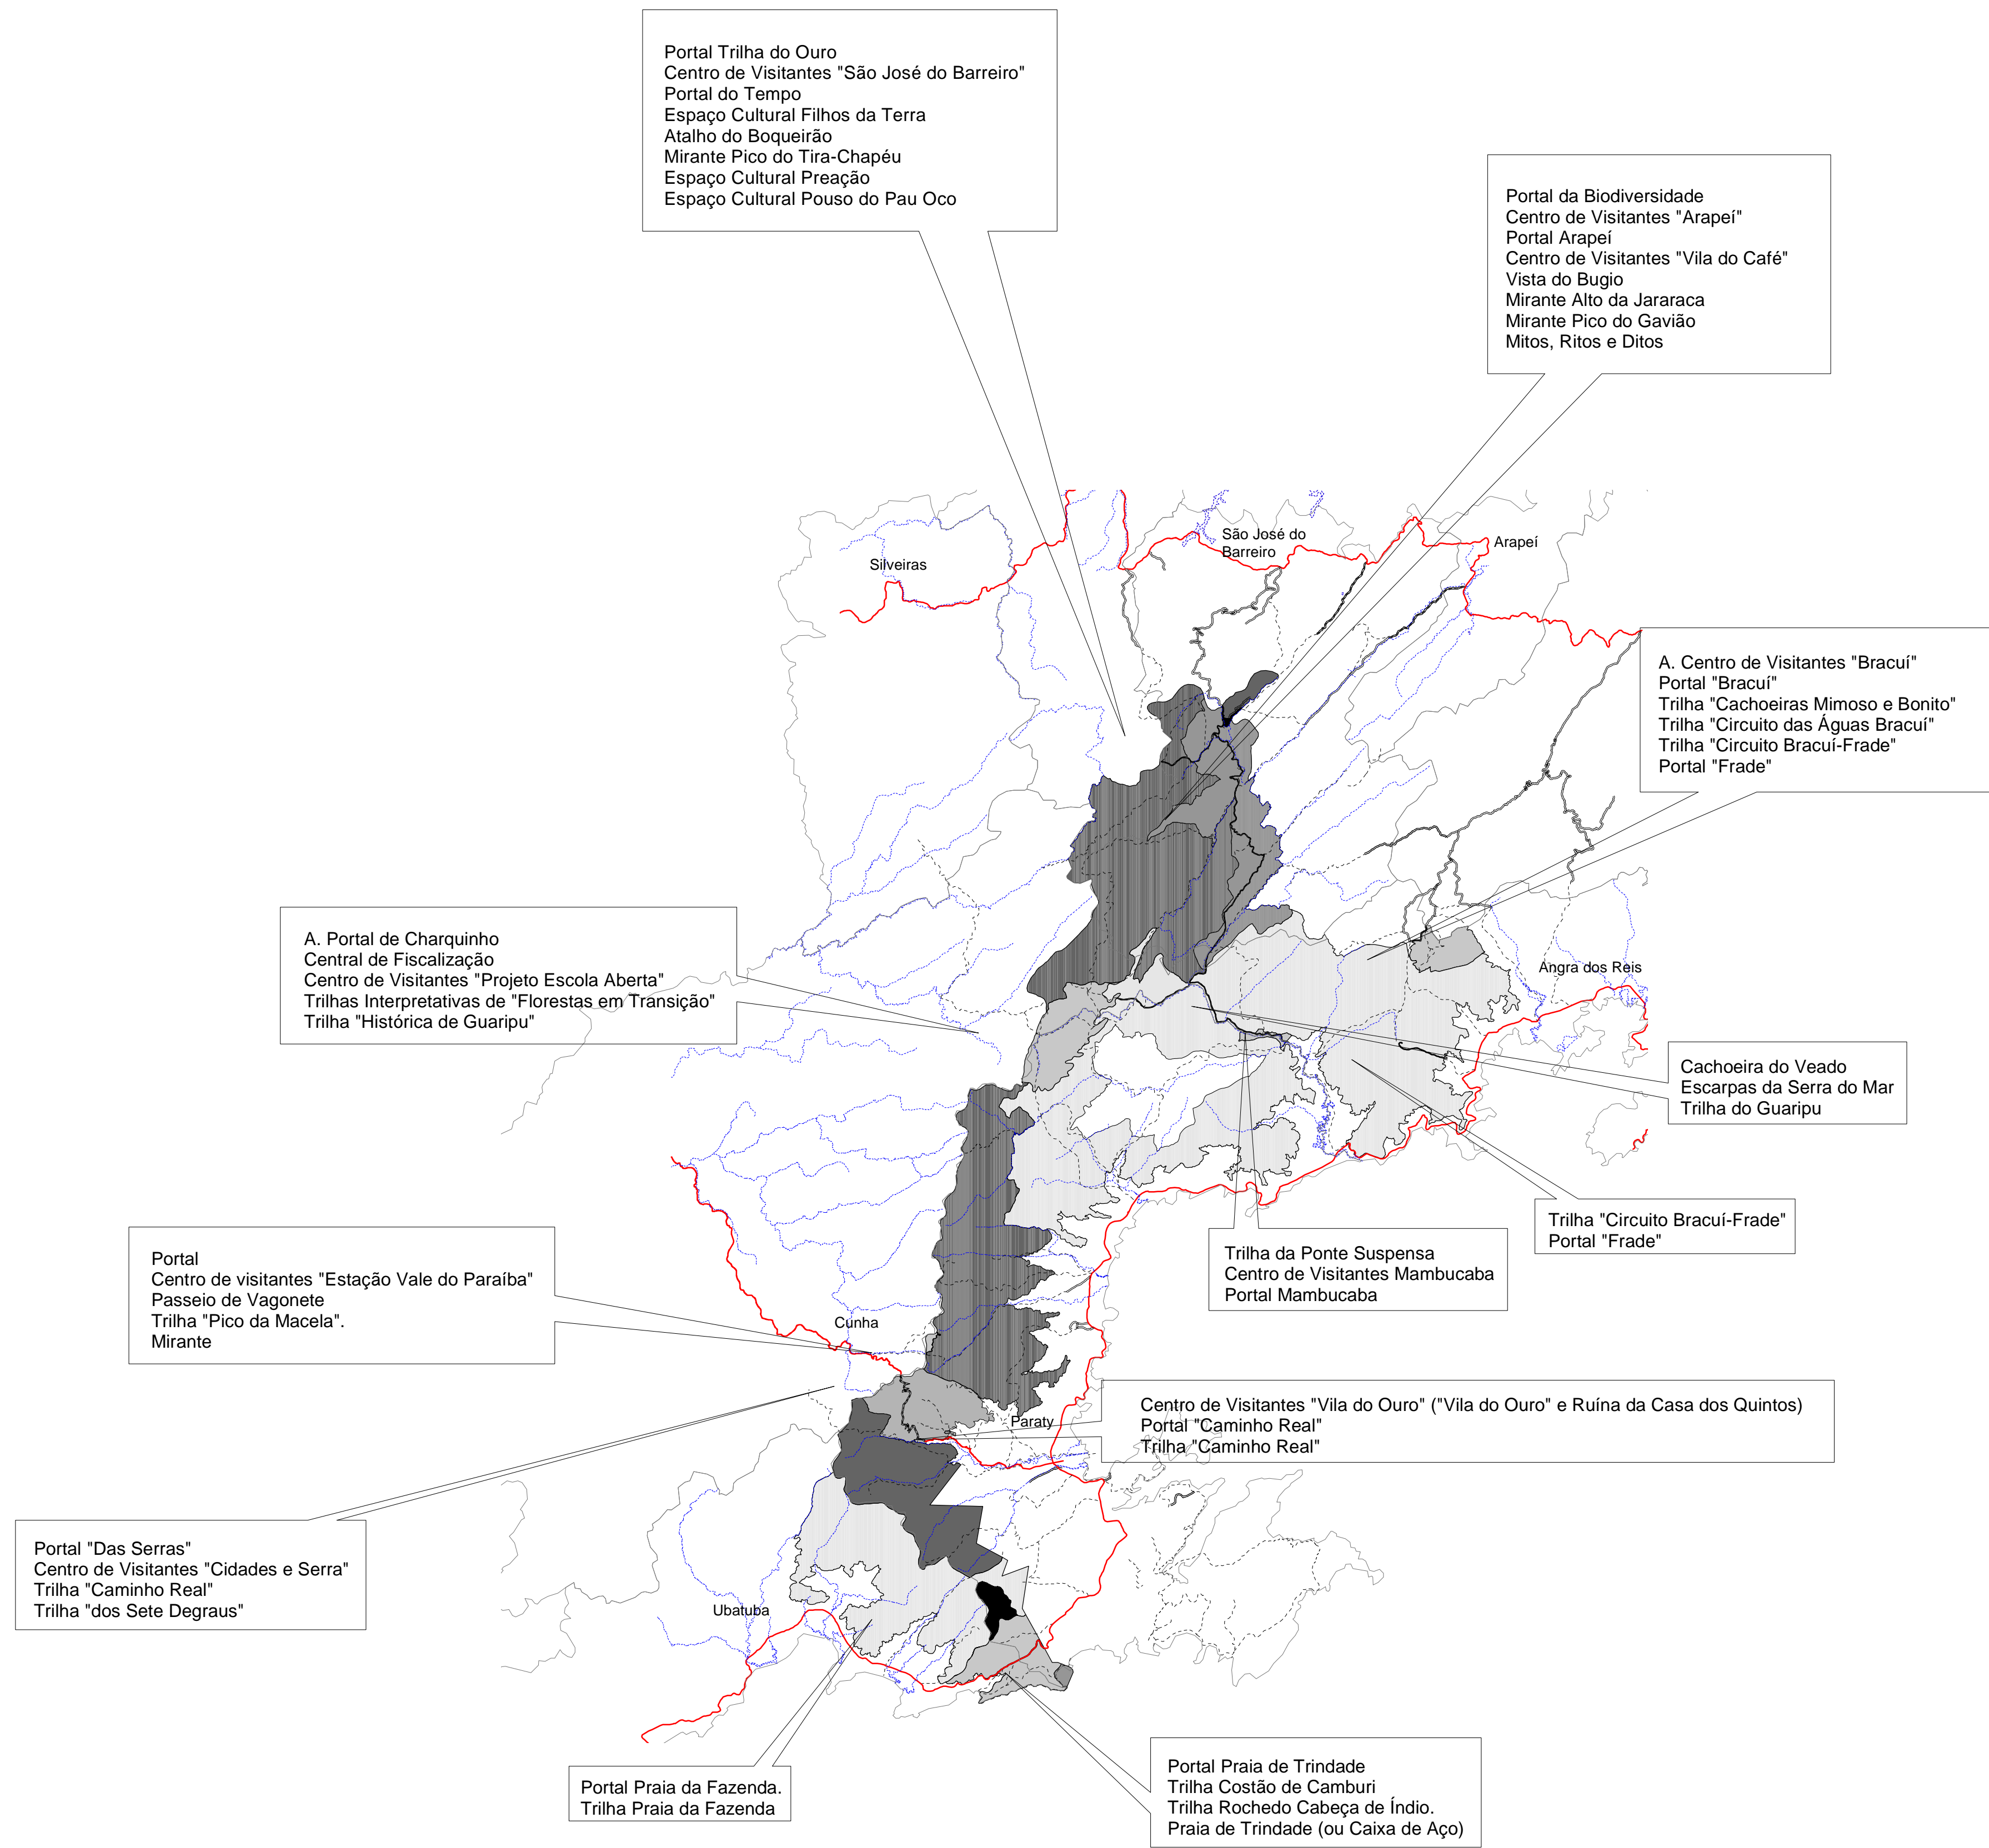 Portal Trilha do Ouro
Centro de Visitantes "São José do Barreiro"
Portal do Tempo
Espaço Cultural Filhos da Terra
Atalho do Boqueirão
Mirante Pico do Tira-Chapéu
Espaço Cultural Preação
Espaço Cultural Pouso do Pau Oco
Portal da Biodiversidade
Centro de Visitantes "Arapeí"
Portal Arapeí
Centro de Visitantes "Vila do Café"
Vista do Bugio
Mirante Alto da Jararaca
Mirante Pico do Gavião
Mitos, Ritos e Ditos
São José do
Barreiro
Arapeí
Silveiras
A. Centro de Visitantes "Bracuí"
Portal "Bracuí"
Trilha "Cachoeiras Mimoso e Bonito"
Trilha "Circuito das Águas Bracuí"
Trilha "Circuito Bracuí-Frade"
Portal "Frade"
A. Portal de Charquinho
Central de Fiscalização
Centro de Visitantes "Projeto Escola Aberta"
Trilhas Interpretativas de "Florestas em Transição"
Trilha "Histórica de Guaripu"
Angra dos Reis
Cachoeira do Veado
Escarpas da Serra do Mar
Trilha do Guaripu
Trilha "Circuito Bracuí-Frade"
Portal "Frade"
Trilha da Ponte Suspensa
Centro de Visitantes Mambucaba
Portal Mambucaba
Portal
Centro de visitantes "Estação Vale do Paraíba"
Passeio de Vagonete
Trilha "Pico da Macela".
Mirante
Cunha
Centro de Visitantes "Vila do Ouro" ("Vila do Ouro" e Ruína da Casa dos Quintos)
Portal "Caminho Real"
Trilha "Caminho Real"
Paraty
Portal "Das Serras"
Centro de Visitantes "Cidades e Serra"
Trilha "Caminho Real"
Trilha "dos Sete Degraus"
Ubatuba
Portal Praia da Fazenda.
Trilha Praia da Fazenda
Portal Praia de Trindade
Trilha Costão de Camburi
Trilha Rochedo Cabeça de Índio.
Praia de Trindade (ou Caixa de Aço)